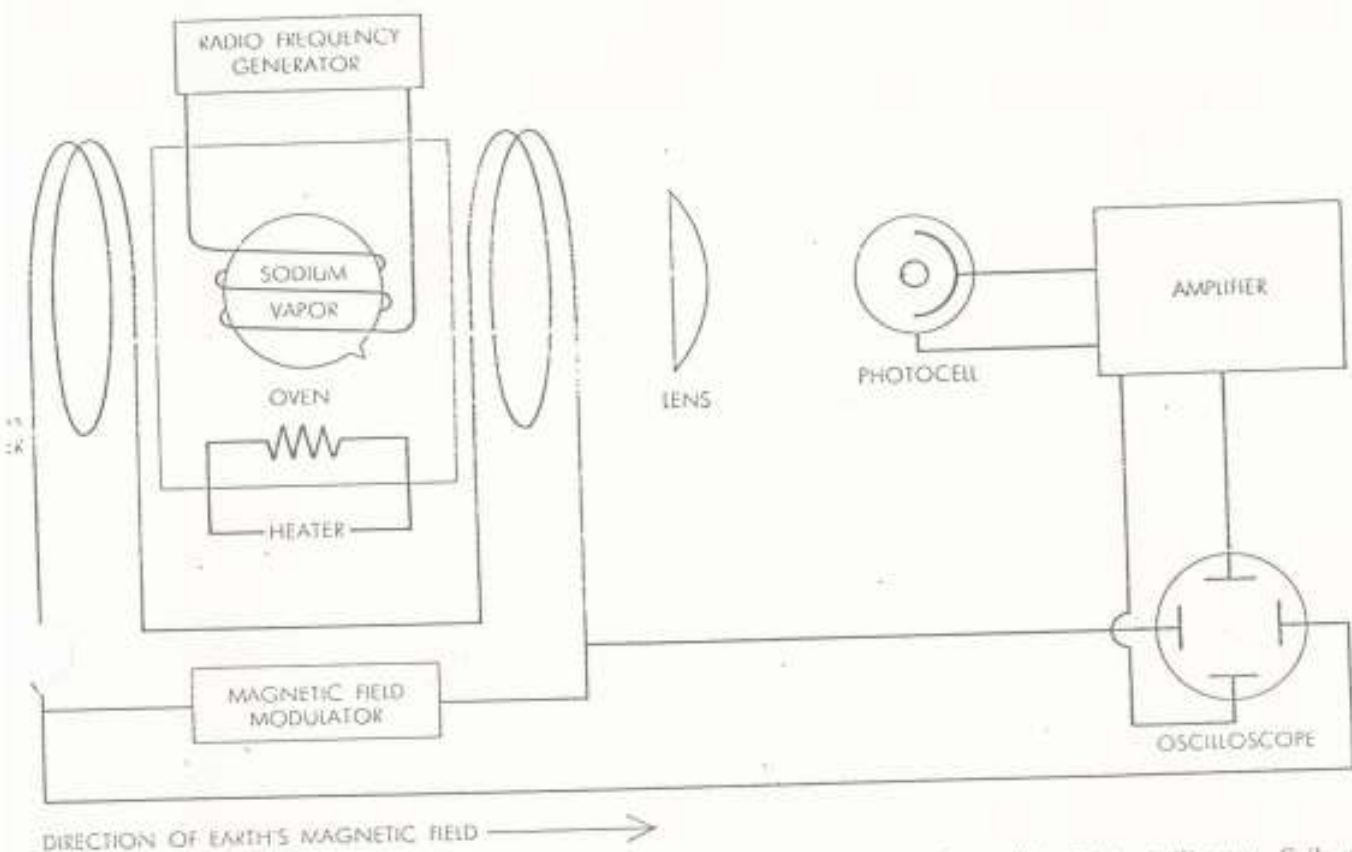 RADIO FREQUENCY
GENERATOR
SODIUM
VAPOR
OVEN
HEATER
LENS
PHOTOCELL
AMPLIFIER
MAGNETIC FIELD
MODULATOR
OSCILLOSCOPE
DIRECTION OF EARTH'S MAGNETIC FIELD